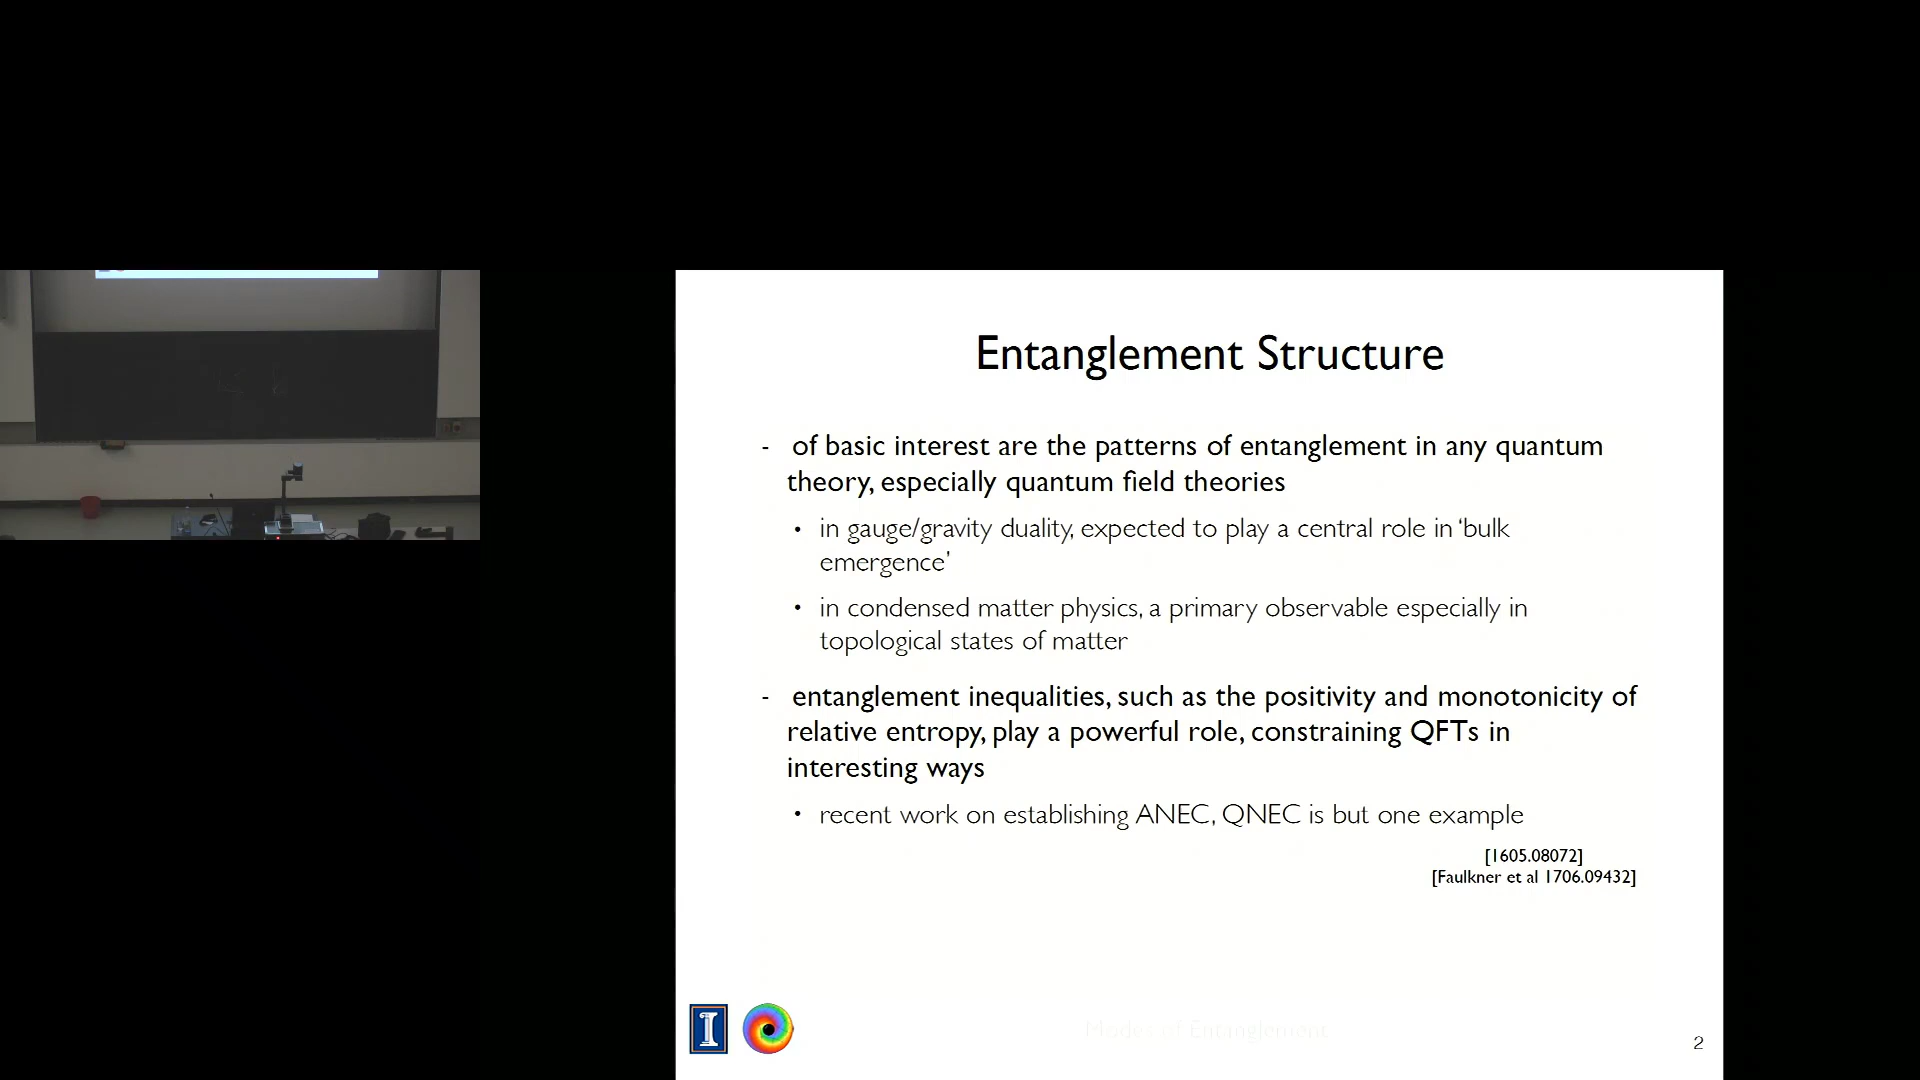 Entanglement Structure
- of basic interest are the patterns of entanglement in any quantum
theory, especially quantum field theories
• in gauge/gravity duality, expected to play a central role in ‘bulk
emergence’
• in condensed matter physics, a primary observable especially in
topological states of matter
- entanglement inequalities, such as the positivity and monotonicity of
relative entropy, play a powerful role, constraining QFTs in
interesting ways
• recent work on establishing ANEC, QNEC is but one example
[1605.08072]
[Faulkner et al 1706.09432]
I
Modes of Entanglement
2